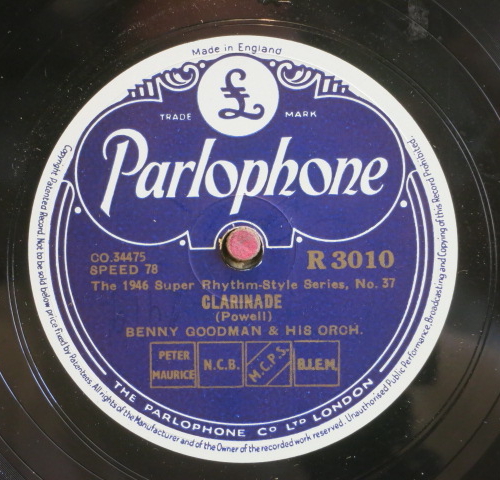 Made in England
£
TRADE MARK
Parlophone
CO.34475
SPEED 78
R 3010
The 1946 Super Rhythm-Style Series, No. 37
CLARINADE
(Powell)
BENNY GOODMAN & HIS ORCH.
PETER MAURICE
N.C.B.
M.C.P.S.
B.I.E.M.
THE PARLOPHONE CO LTD LONDON
Copyright Patented Record Not to be sold below price fixed by Patentees. All rights of the Manufacturer and of the Owner of the recorded work reserved. Unauthorised Public Performance, Broadcasting and Copying of this Record Prohibited.